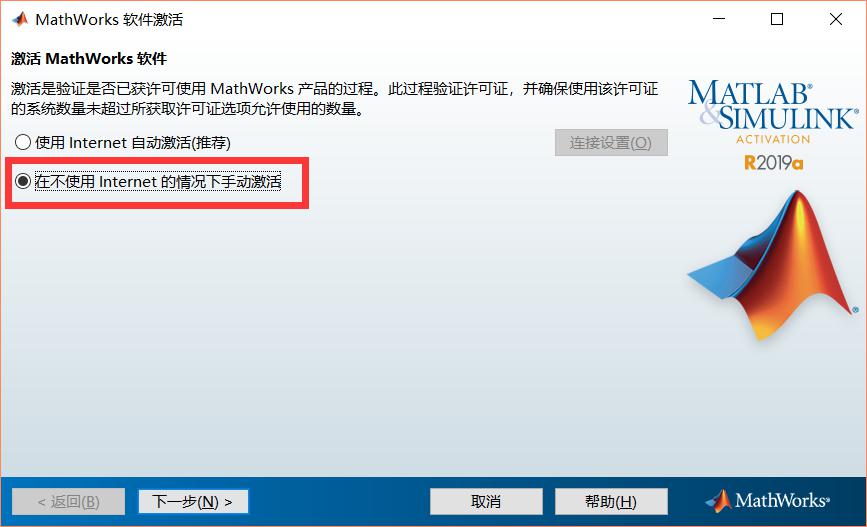 MathWorks 软件激活
激活 MathWorks 软件
激活是验证是否已获许可使用 MathWorks 产品的过程。此过程验证许可证，并确保使用该许可证
的系统数量未超过所获取许可证选项允许使用的数量。
使用 Internet 自动激活(推荐)
连接设置(O)
在不使用 Internet 的情况下手动激活
MATLAB®
&SIMULINK®
ACTIVATION
R2019a
®
< 返回(B)
下一步(N) >
取消
帮助(H)
MathWorks®